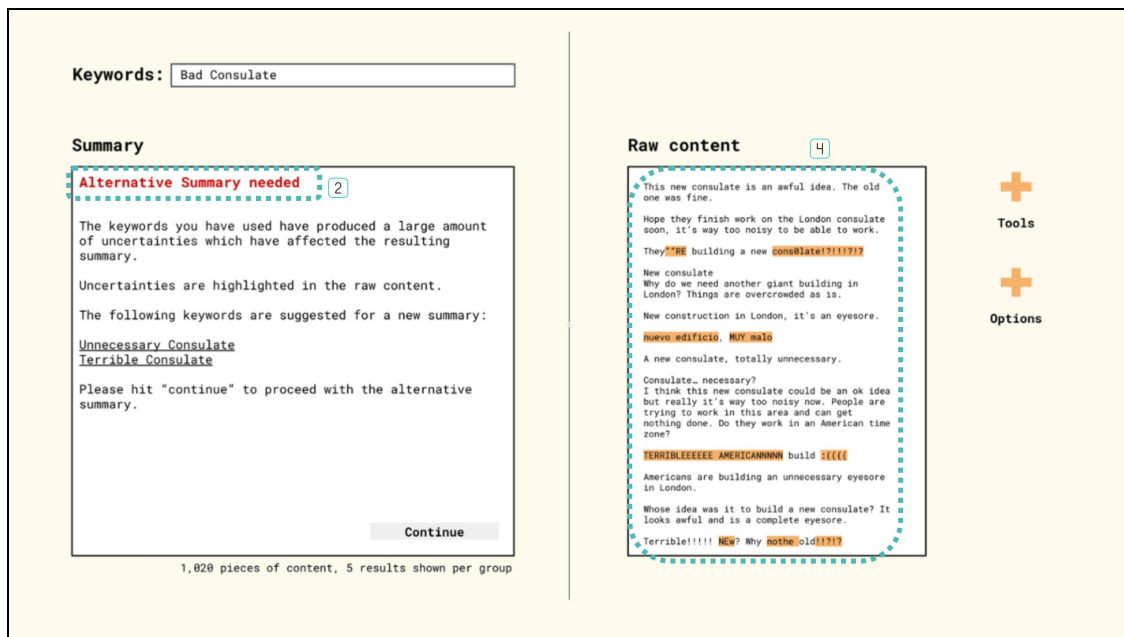 Keywords:
Bad Consulate
Summary
Alternative Summary needed
2
The keywords you have used have produced a large amount
of uncertainties which have affected the resulting
summary.
Uncertainties are highlighted in the raw content.
The following keywords are suggested for a new summary:
Unnecessary Consulate
Terrible Consulate
Please hit "continue" to proceed with the alternative
summary.
Continue
1,020 pieces of content, 5 results shown per group
Raw content
4
This new consulate is an awful idea. The old
one was fine.
Hope they finish work on the London consulate
soon, it's way too noisy to be able to work.
They""RE building a new cons0late!?!!!?!?
New consulate
Why do we need another giant building in
London? Things are overcrowded as is.
New construction in London, it's an eyesore.
nuevo edificio, MUY malo
A new consulate, totally unnecessary.
Consulate… necessary?
I think this new consulate could be an ok idea
but really it's way too noisy now. People are
trying to work in this area and can get
nothing done. Do they work in an American time
zone?
TERRIBLEEEEEE AMERICANNNNN build :((((
Americans are building an unnecessary eyesore
in London.
Whose idea was it to build a new consulate? It
looks awful and is a complete eyesore.
Terrible!!!!! NEw? Why nothe old!!?!?
Tools
Options